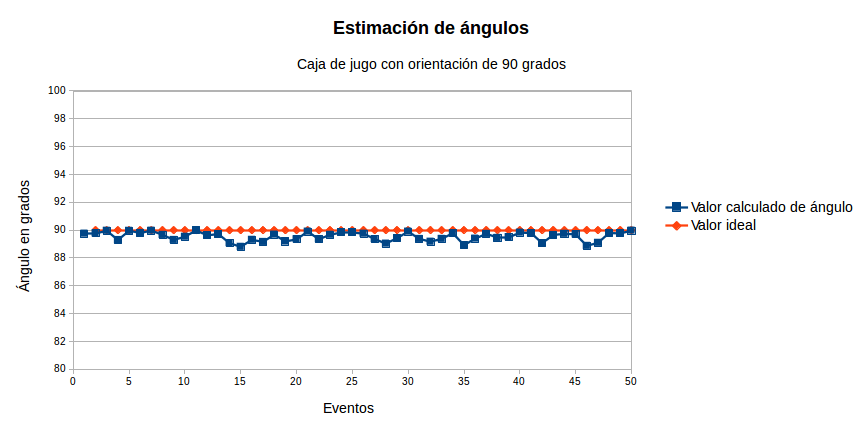 Estimación de ángulos
Caja de jugo con orientación de 90 grados
100
98
96
94
92
90
88
86
84
82
80
0 5 10 15 20 25 30 35 40 45 50
Ángulo en grados
Eventos
Valor calculado de ángulo
Valor ideal